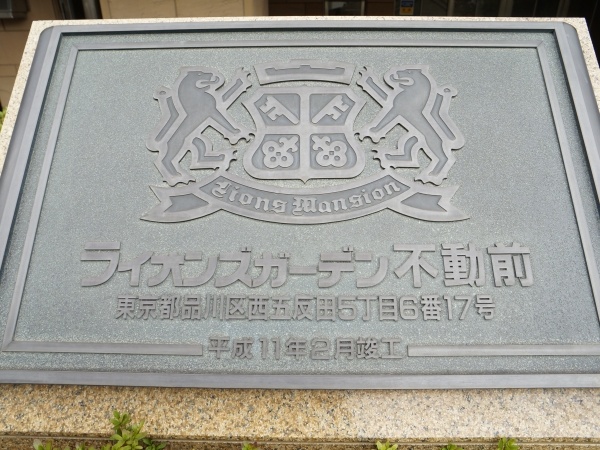 Lions Mansion
ライオンズガーデン不動前
東京都品川区西五反田5丁目6番17号
平成11年2月竣工